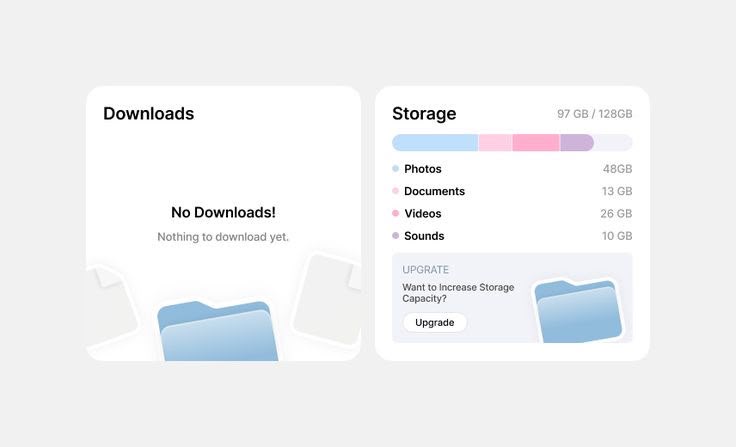 Downloads
No Downloads!
Nothing to download yet.
Storage
97 GB / 128GB
Photos 48GB
Documents 13 GB
Videos 26 GB
Sounds 10 GB
UPGRATE
Want to Increase Storage
Capacity?
Upgrade